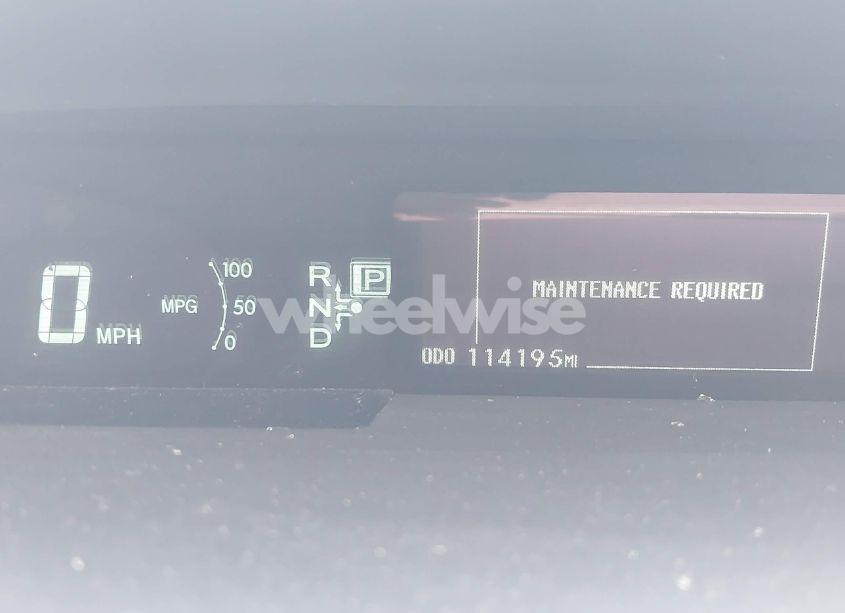 0 MPH
MPG
100
50
0
R
N
D
P
MAINTENANCE REQUIRED
ODO 114195MI
wheelwise